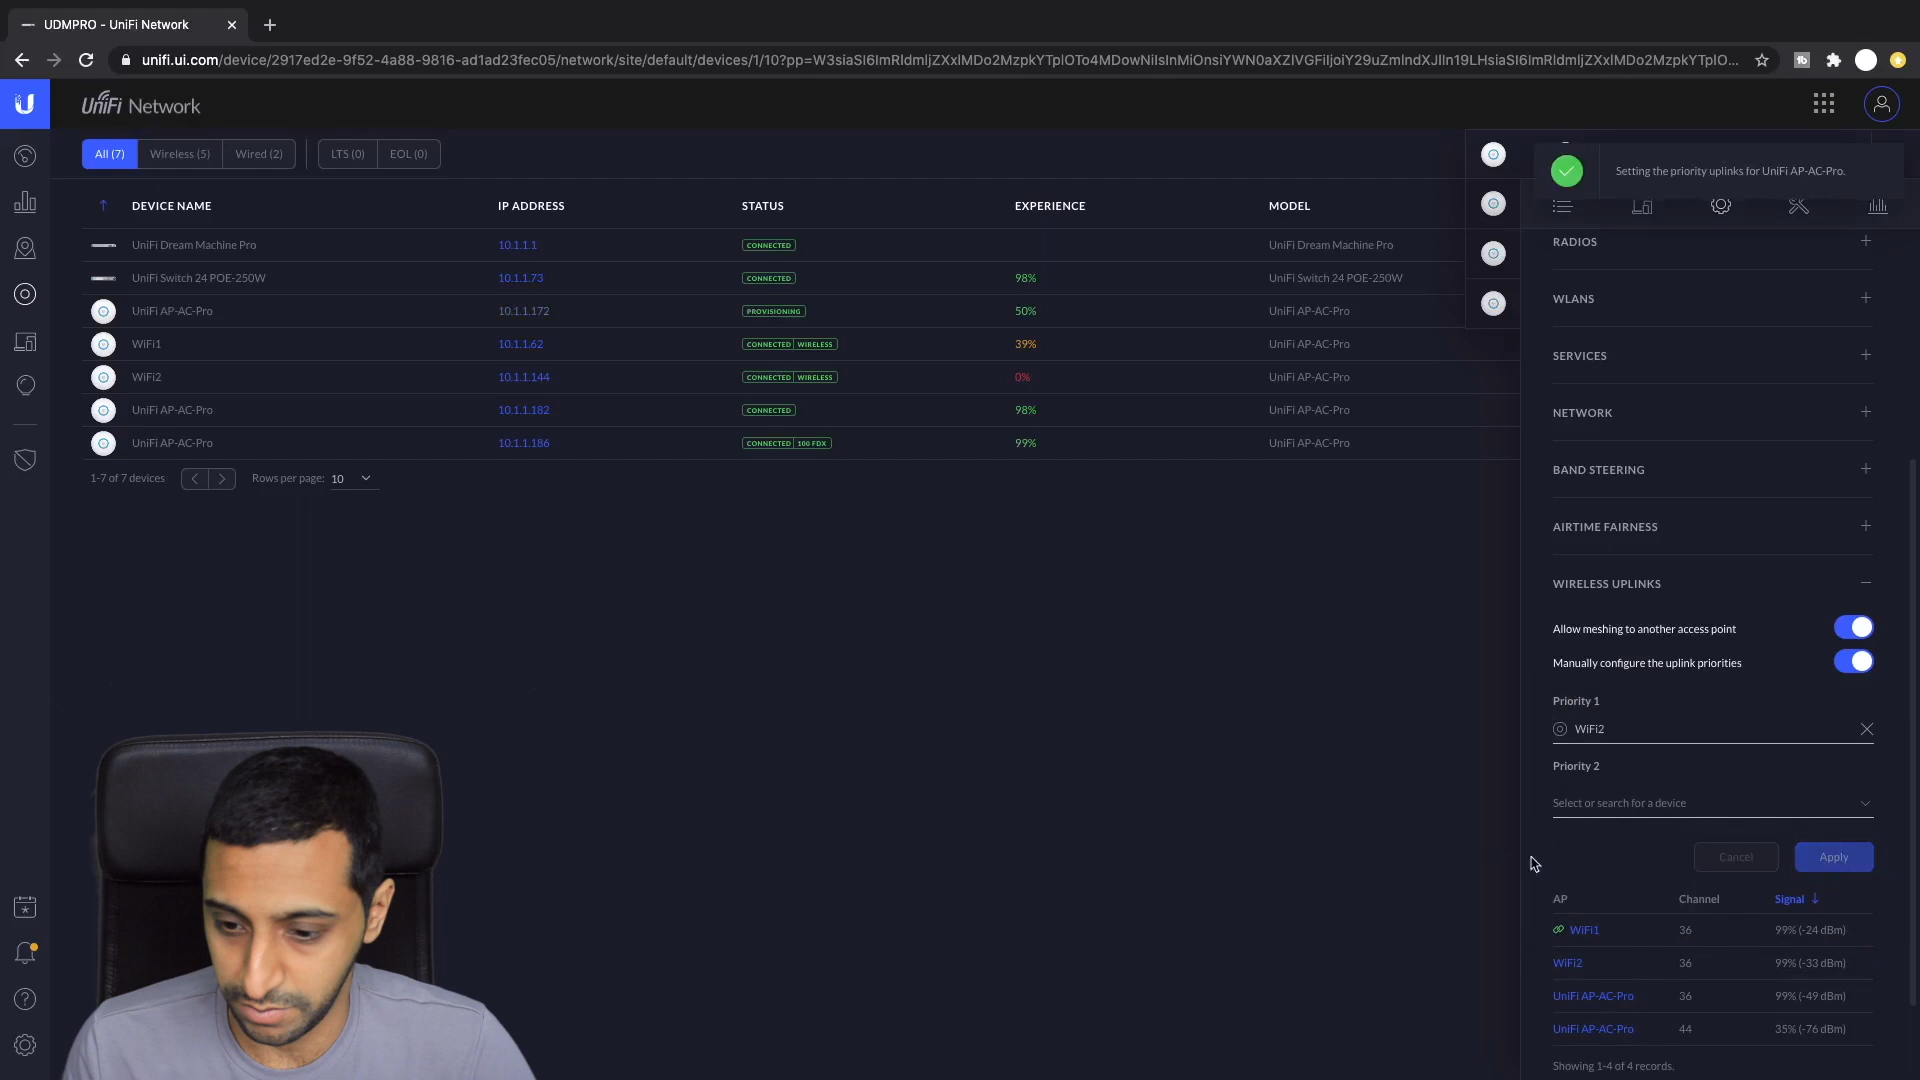 UDMPRO - UniFi Network
unifi.ui.com/device/2917ed2e-9f52-4a88-9816-ad1ad23fec05/network/site/default/devices/1/10?pp=
UniFi Network
All (7) Wireless (5) Wired (2) LTS (0) EOL (0)
Setting the priority uplinks for UniFi AP-AC-Pro.
DEVICE NAME IP ADDRESS STATUS EXPERIENCE MODEL
UniFi Dream Machine Pro 10.1.1.1 CONNECTED UniFi Dream Machine Pro
UniFi Switch 24 POE-250W 10.1.1.73 CONNECTED 98% UniFi Switch 24 POE-250W
UniFi AP-AC-Pro 10.1.1.172 PROVISIONING 50% UniFi AP-AC-Pro
WiFi1 10.1.1.62 CONNECTED WIRELESS 39% UniFi AP-AC-Pro
WiFi2 10.1.1.144 CONNECTED WIRELESS 0% UniFi AP-AC-Pro
UniFi AP-AC-Pro 10.1.1.182 CONNECTED 98% UniFi AP-AC-Pro
UniFi AP-AC-Pro 10.1.1.186 CONNECTED 100 FDX 99% UniFi AP-AC-Pro
1-7 of 7 devices Rows per page: 10
RADIOS
WLANS
SERVICES
NETWORK
BAND STEERING
AIRTIME FAIRNESS
WIRELESS UPLINKS
Allow meshing to another access point
Manually configure the uplink priorities
Priority 1
WiFi2
Priority 2
Select or search for a device
Cancel Apply
AP Channel Signal
WiFi1 36 99% (-24 dBm)
WiFi2 36 99% (-33 dBm)
UniFi AP-AC-Pro 36 99% (-49 dBm)
UniFi AP-AC-Pro 44 35% (-76 dBm)
Showing 1-4 of 4 records.